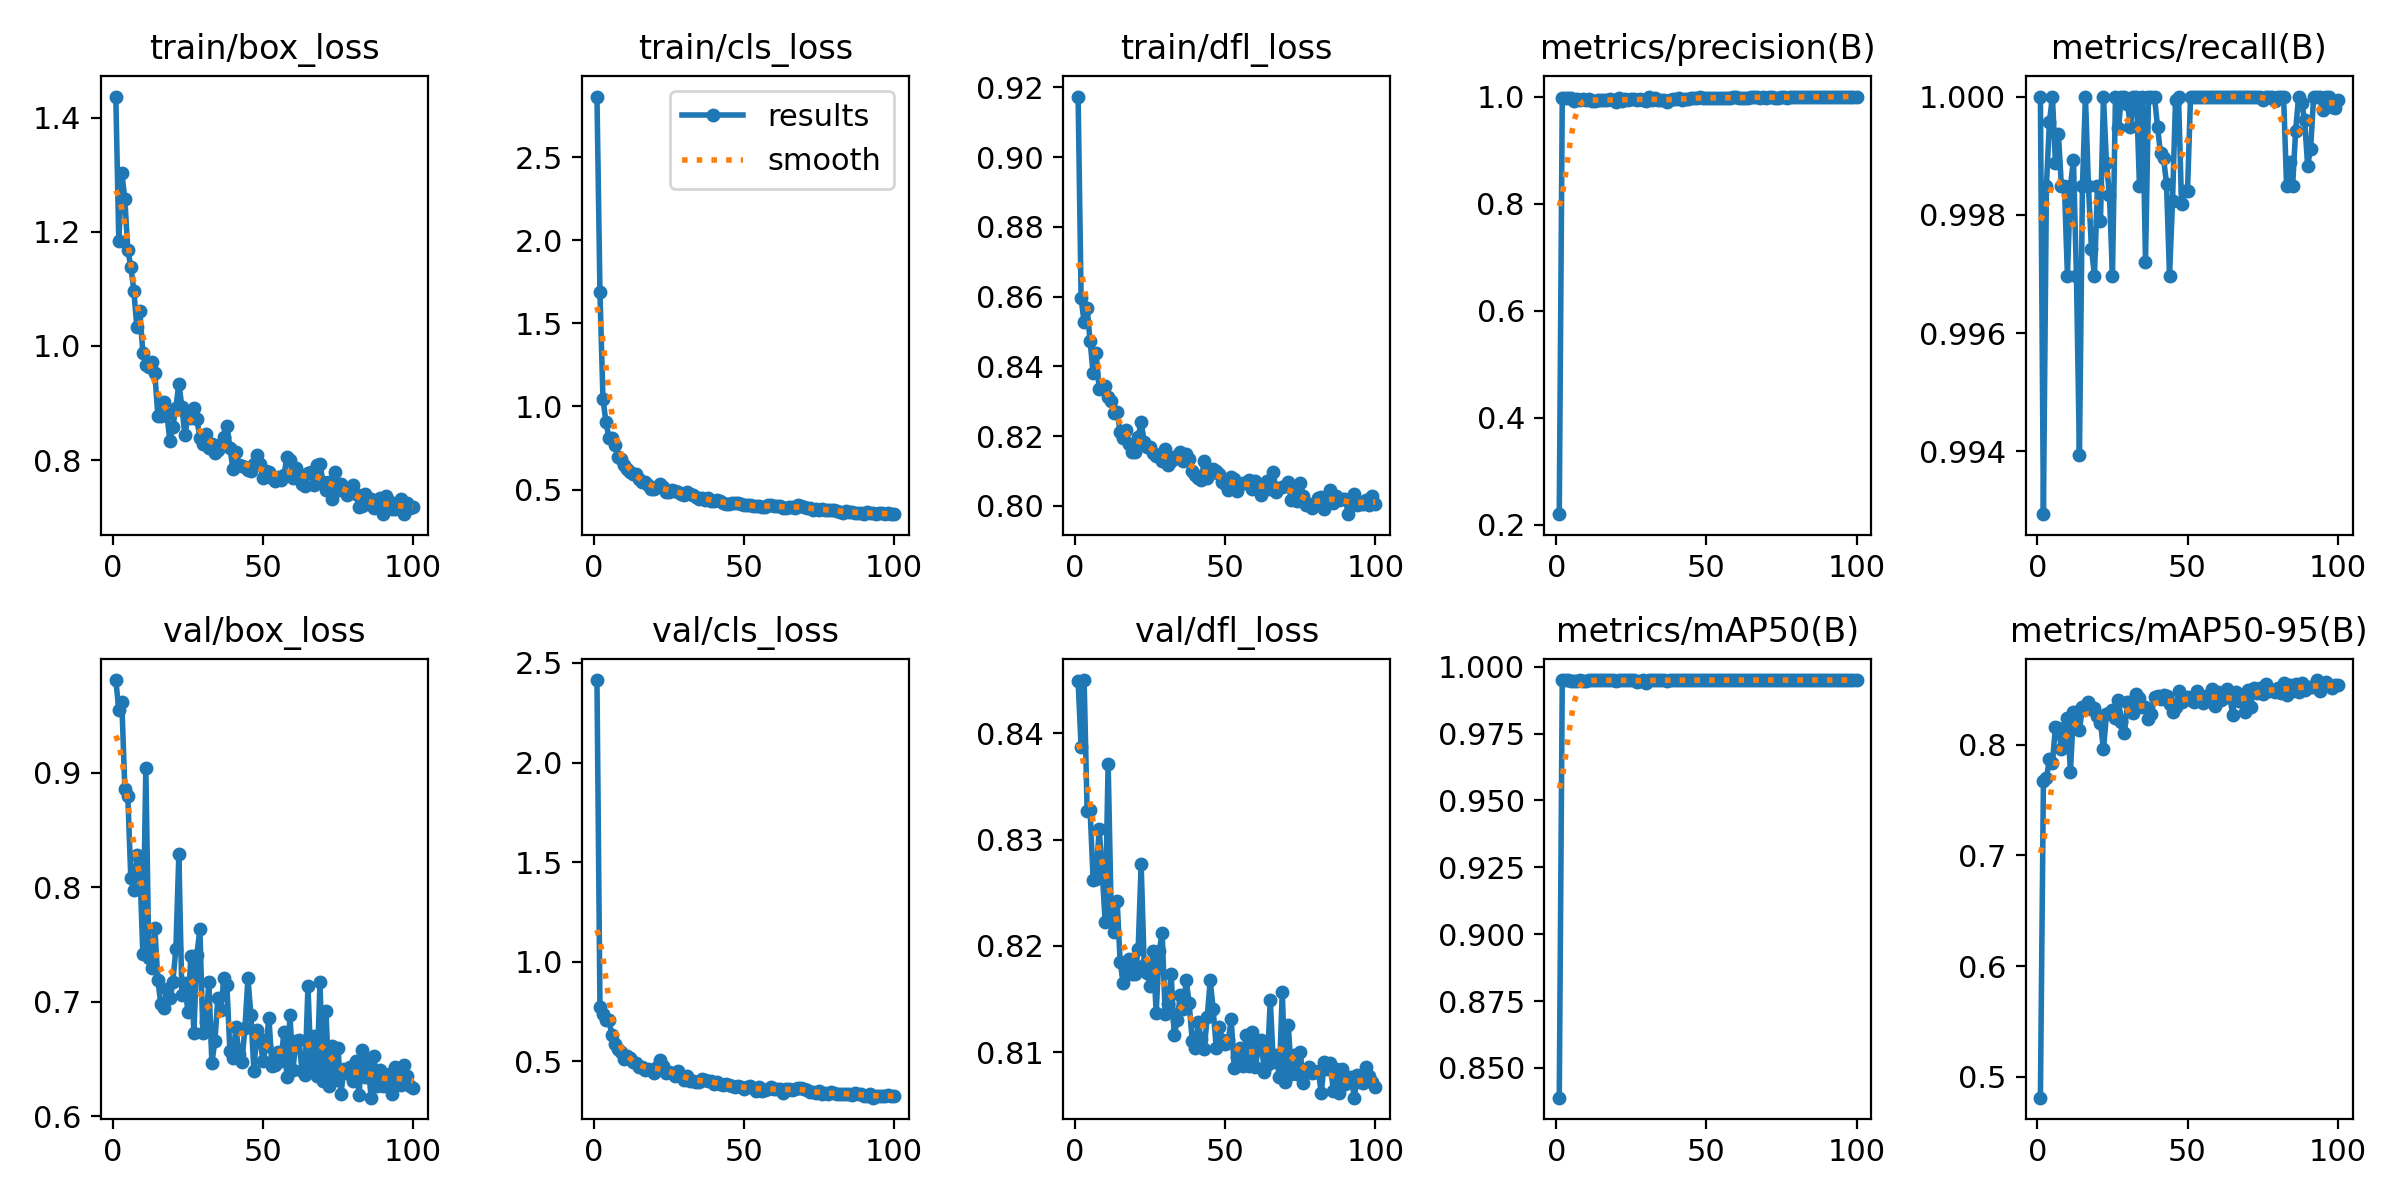 train/box_loss
1.4
1.2
1.0
0.8
0 50 100
train/cls_loss
results
smooth
2.5
2.0
1.5
1.0
0.5
0 50 100
train/dfl_loss
0.92
0.90
0.88
0.86
0.84
0.82
0.80
0 50 100
metrics/precision(B)
1.0
0.8
0.6
0.4
0.2
0 50 100
metrics/recall(B)
1.000
0.998
0.996
0.994
0 50 100
val/box_loss
0.9
0.8
0.7
0.6
0 50 100
val/cls_loss
2.5
2.0
1.5
1.0
0.5
0 50 100
val/dfl_loss
0.84
0.83
0.82
0.81
0 50 100
metrics/mAP50(B)
1.000
0.975
0.950
0.925
0.900
0.875
0.850
0 50 100
metrics/mAP50-95(B)
0.8
0.7
0.6
0.5
0 50 100